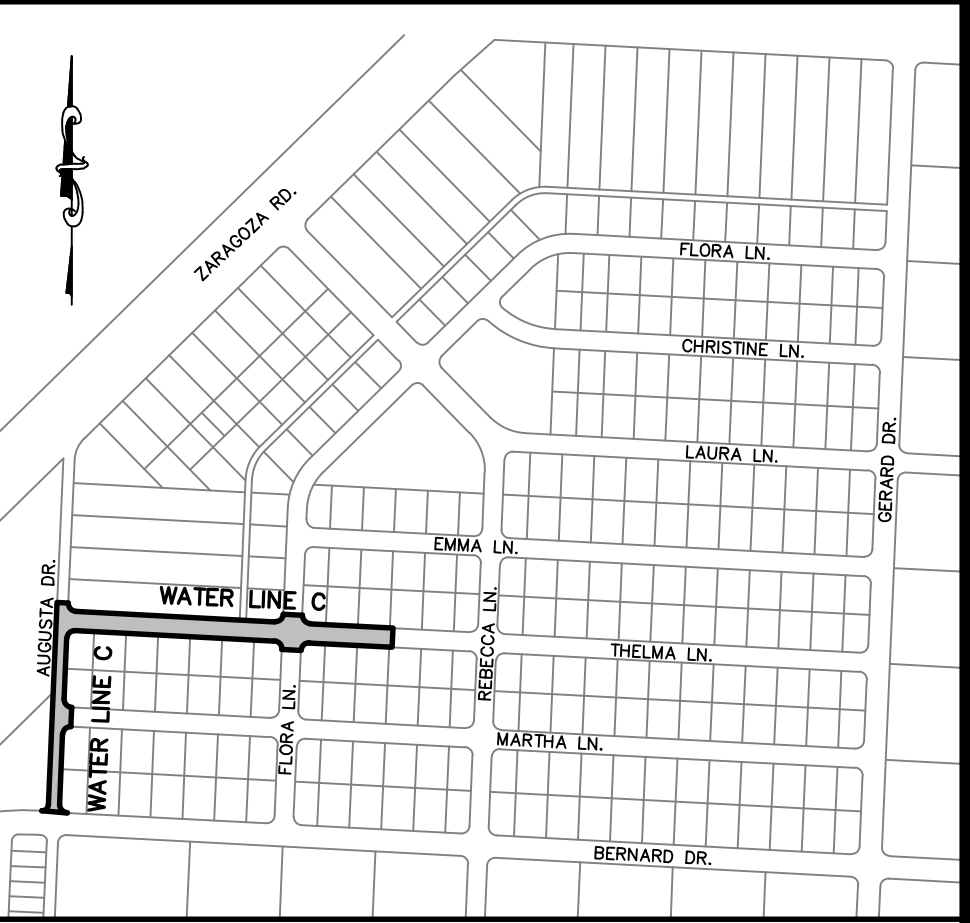 ZARAGOZA RD.
FLORA LN.
CHRISTINE LN.
LAURA LN.
GERARD DR.
EMMA LN.
AUGUSTA DR.
WATER LINE C
REBECCA LN.
THELMA LN.
WATER LINE C
FLORA LN.
MARTHA LN.
BERNARD DR.